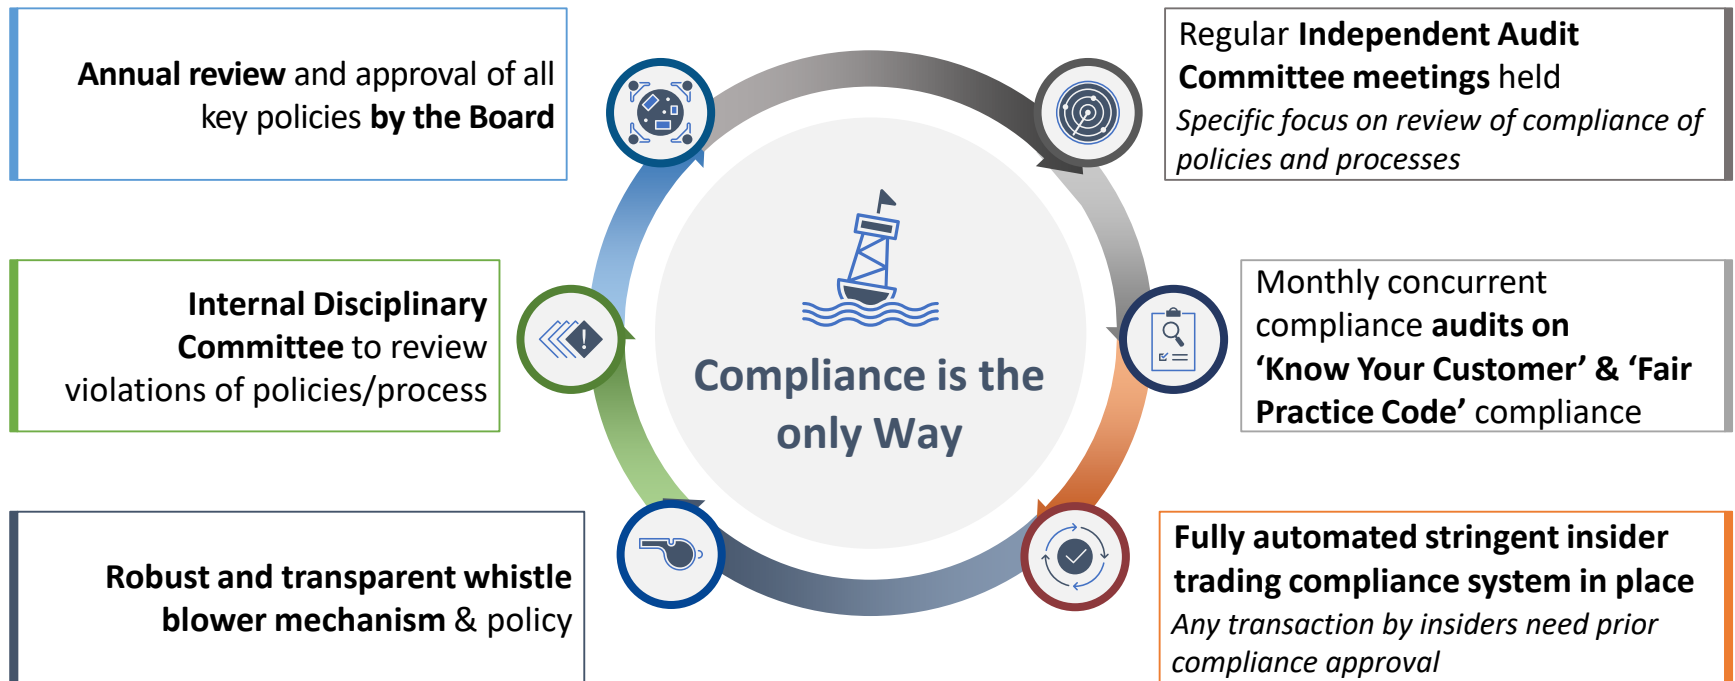 Annual review and approval of all
key policies by the Board
Regular Independent Audit
Committee meetings held
Specific focus on review of compliance of
policies and processes
Internal Disciplinary
Committee to review
violations of policies/process
Compliance is the
only Way
Monthly concurrent
compliance audits on
‘Know Your Customer’ & ‘Fair
Practice Code’ compliance
Robust and transparent whistle
blower mechanism & policy
Fully automated stringent insider
trading compliance system in place
Any transaction by insiders need prior
compliance approval